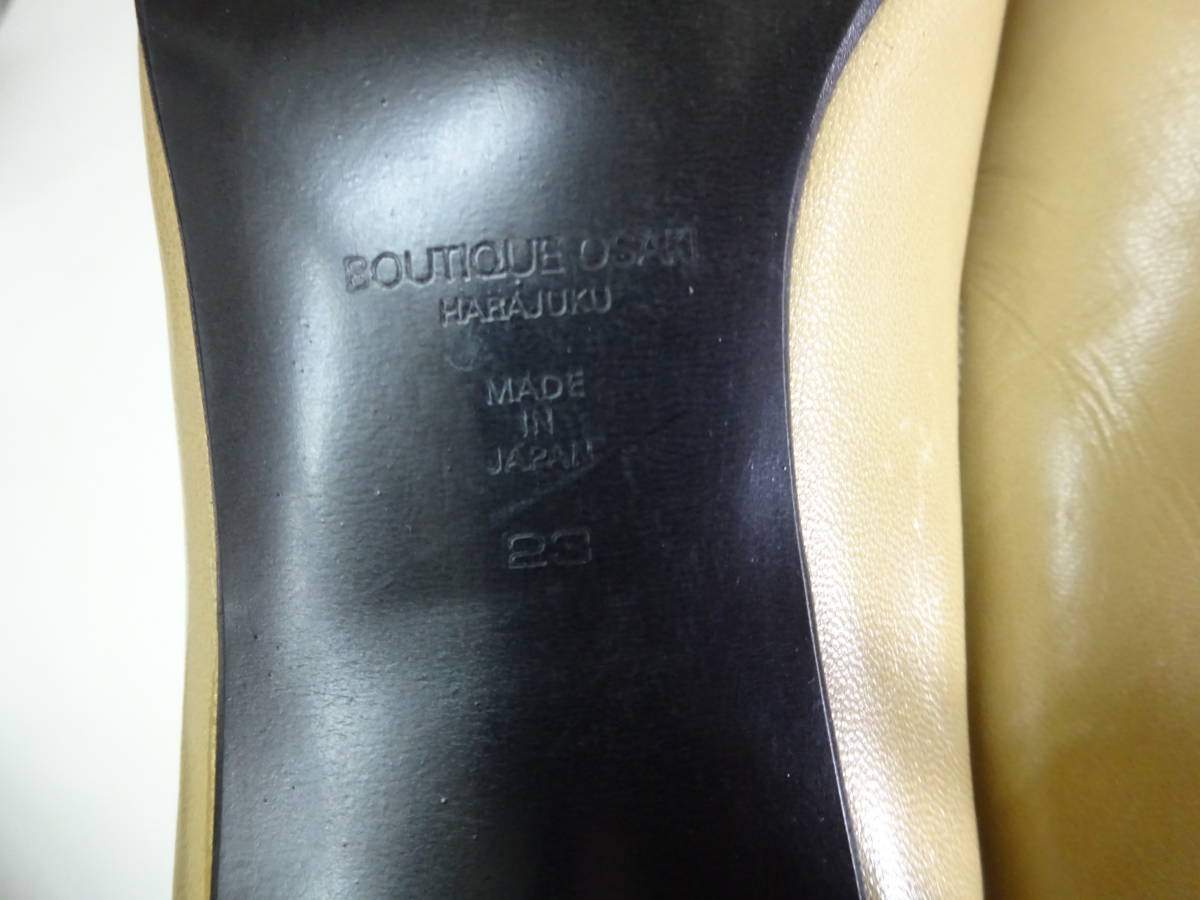 BOUTIQUE OSAKI
HARAJUKU
MADE
IN
JAPAN
23